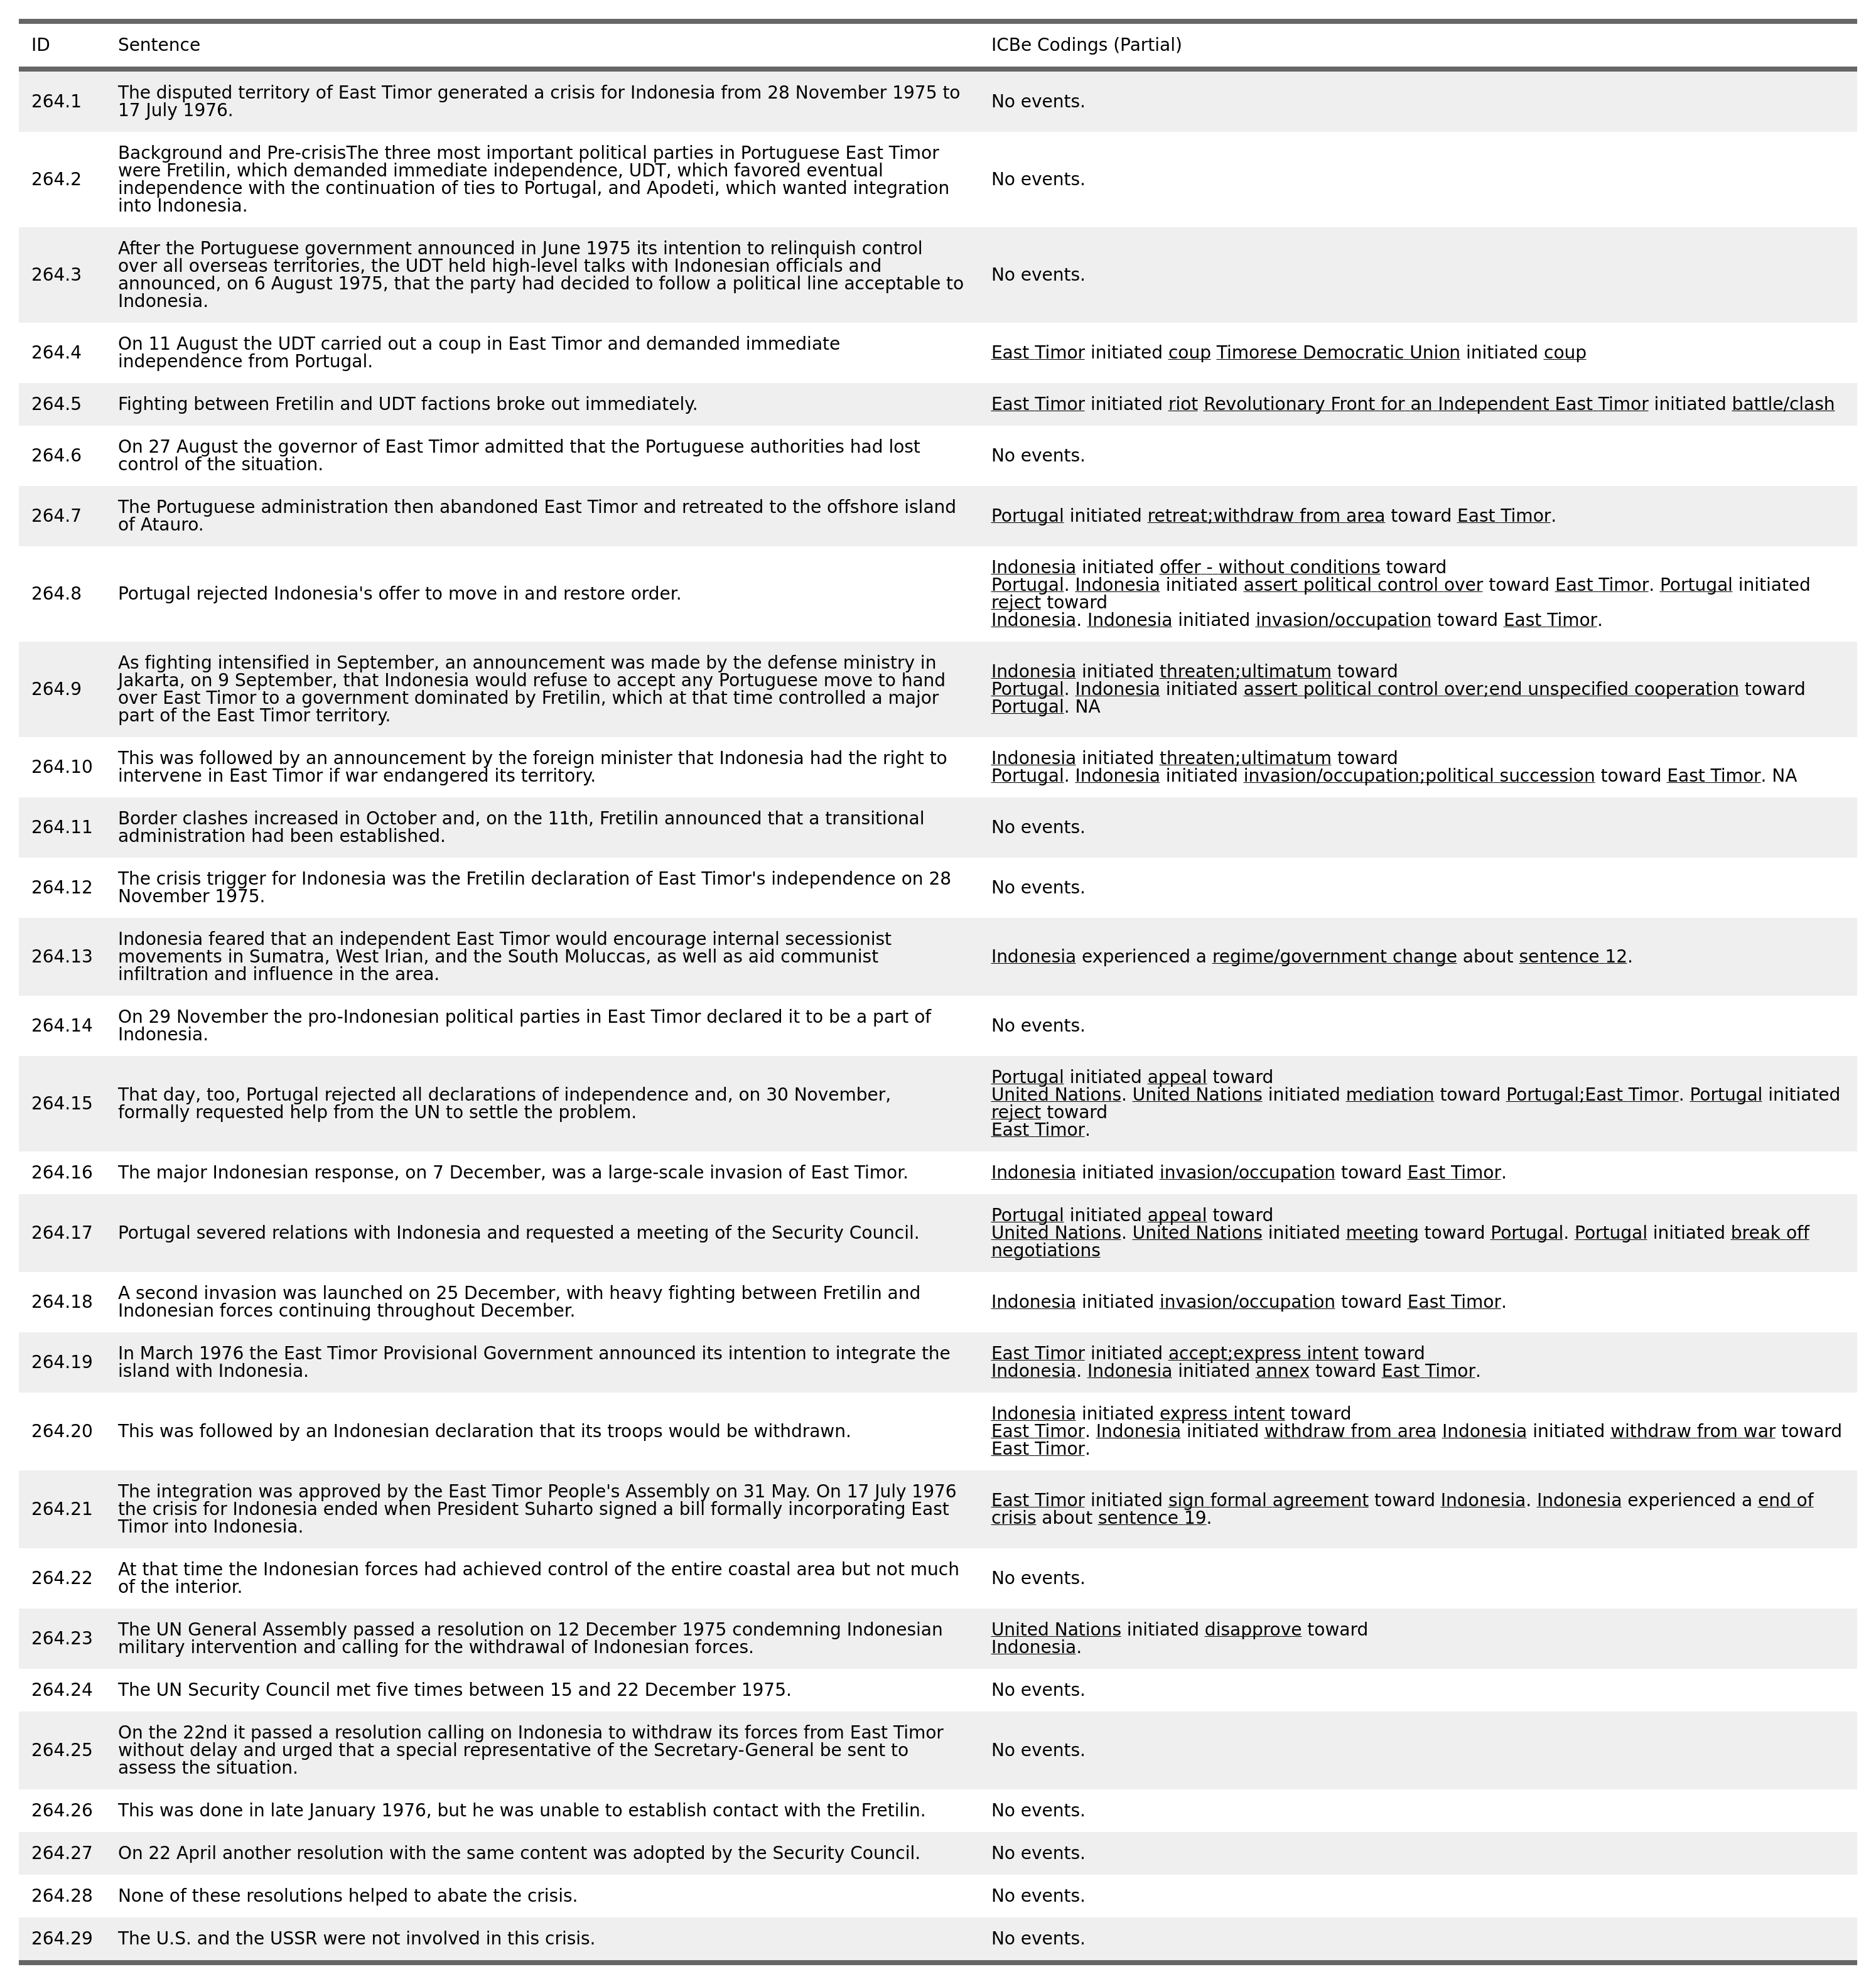 ID Sentence ICBe Codings (Partial)
264.1 The disputed territory of East Timor generated a crisis for Indonesia from 28 November 1975 to
17 July 1976.
No events.
264.2 Background and Pre-crisisThe three most important political parties in Portuguese East Timor
were Fretilin, which demanded immediate independence, UDT, which favored eventual
independence with the continuation of ties to Portugal, and Apodeti, which wanted integration
into Indonesia.
No events.
264.3 After the Portuguese government announced in June 1975 its intention to relinquish control
over all overseas territories, the UDT held high-level talks with Indonesian officials and
announced, on 6 August 1975, that the party had decided to follow a political line acceptable to
Indonesia.
No events.
264.4 On 11 August the UDT carried out a coup in East Timor and demanded immediate
independence from Portugal.
East Timor initiated coup Timorese Democratic Union initiated coup
264.5 Fighting between Fretilin and UDT factions broke out immediately.
East Timor initiated riot Revolutionary Front for an Independent East Timor initiated battle/clash
264.6 On 27 August the governor of East Timor admitted that the Portuguese authorities had lost
control of the situation.
No events.
264.7 The Portuguese administration then abandoned East Timor and retreated to the offshore island
of Atauro.
Portugal initiated retreat;withdraw from area toward East Timor.
264.8 Portugal rejected Indonesia's offer to move in and restore order.
Indonesia initiated offer - without conditions toward
Portugal. Indonesia initiated assert political control over toward East Timor. Portugal initiated
reject toward
Indonesia. Indonesia initiated invasion/occupation toward East Timor.
264.9 As fighting intensified in September, an announcement was made by the defense ministry in
Jakarta, on 9 September, that Indonesia would refuse to accept any Portuguese move to hand
over East Timor to a government dominated by Fretilin, which at that time controlled a major
part of the East Timor territory.
Indonesia initiated threaten;ultimatum toward
Portugal. Indonesia initiated assert political control over;end unspecified cooperation toward
Portugal. NA
264.10 This was followed by an announcement by the foreign minister that Indonesia had the right to
intervene in East Timor if war endangered its territory.
Indonesia initiated threaten;ultimatum toward
Portugal. Indonesia initiated invasion/occupation;political succession toward East Timor. NA
264.11 Border clashes increased in October and, on the 11th, Fretilin announced that a transitional
administration had been established.
No events.
264.12 The crisis trigger for Indonesia was the Fretilin declaration of East Timor's independence on 28
November 1975.
No events.
264.13 Indonesia feared that an independent East Timor would encourage internal secessionist
movements in Sumatra, West Irian, and the South Moluccas, as well as aid communist
infiltration and influence in the area.
Indonesia experienced a regime/government change about sentence 12.
264.14 On 29 November the pro-Indonesian political parties in East Timor declared it to be a part of
Indonesia.
No events.
264.15 That day, too, Portugal rejected all declarations of independence and, on 30 November,
formally requested help from the UN to settle the problem.
Portugal initiated appeal toward
United Nations. United Nations initiated mediation toward Portugal;East Timor. Portugal initiated
reject toward
East Timor.
264.16 The major Indonesian response, on 7 December, was a large-scale invasion of East Timor.
Indonesia initiated invasion/occupation toward East Timor.
264.17 Portugal severed relations with Indonesia and requested a meeting of the Security Council.
Portugal initiated appeal toward
United Nations. United Nations initiated meeting toward Portugal. Portugal initiated break off
negotiations
264.18 A second invasion was launched on 25 December, with heavy fighting between Fretilin and
Indonesian forces continuing throughout December.
Indonesia initiated invasion/occupation toward East Timor.
264.19 In March 1976 the East Timor Provisional Government announced its intention to integrate the
island with Indonesia.
East Timor initiated accept;express intent toward
Indonesia. Indonesia initiated annex toward East Timor.
264.20 This was followed by an Indonesian declaration that its troops would be withdrawn.
Indonesia initiated express intent toward
East Timor. Indonesia initiated withdraw from area Indonesia initiated withdraw from war toward
East Timor.
264.21 The integration was approved by the East Timor People's Assembly on 31 May. On 17 July 1976
the crisis for Indonesia ended when President Suharto signed a bill formally incorporating East
Timor into Indonesia.
East Timor initiated sign formal agreement toward Indonesia. Indonesia experienced a end of
crisis about sentence 19.
264.22 At that time the Indonesian forces had achieved control of the entire coastal area but not much
of the interior.
No events.
264.23 The UN General Assembly passed a resolution on 12 December 1975 condemning Indonesian
military intervention and calling for the withdrawal of Indonesian forces.
United Nations initiated disapprove toward
Indonesia.
264.24 The UN Security Council met five times between 15 and 22 December 1975.
No events.
264.25 On the 22nd it passed a resolution calling on Indonesia to withdraw its forces from East Timor
without delay and urged that a special representative of the Secretary-General be sent to
assess the situation.
No events.
264.26 This was done in late January 1976, but he was unable to establish contact with the Fretilin.
No events.
264.27 On 22 April another resolution with the same content was adopted by the Security Council.
No events.
264.28 None of these resolutions helped to abate the crisis.
No events.
264.29 The U.S. and the USSR were not involved in this crisis.
No events.